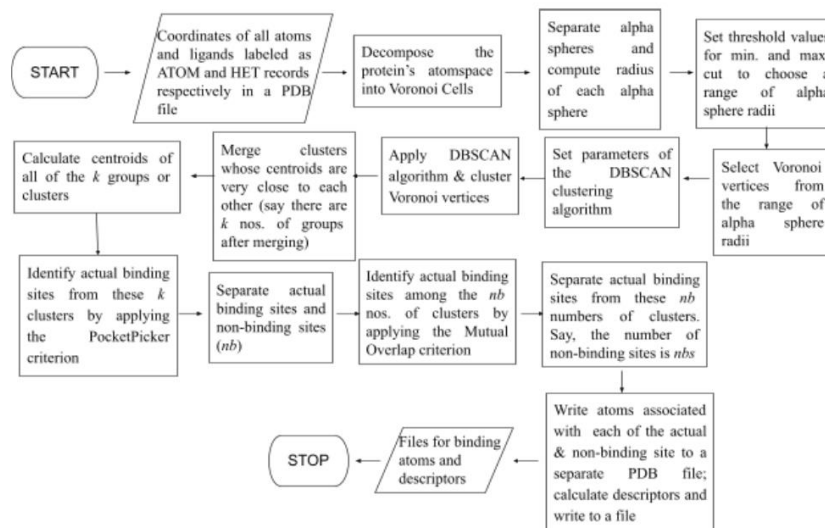 START
Coordinates of all atoms
and ligands labeled as
ATOM and HET records
respectively in a PDB
file
Decompose the
protein's atomspace
into Voronoi Cells
Separate alpha
spheres and
compute radius
of each alpha
sphere
Set threshold values
for min. and max.
cut to choose a
range of alpha
sphere radii
Select Voronoi
vertices from
the range of
alpha sphere
radii
Set parameters of
the DBSCAN
clustering
algorithm
Apply DBSCAN
algorithm & cluster
Voronoi vertices
Merge clusters
whose centroids are
very close to each
other (say there are
k nos. of groups
after merging)
Calculate centroids of
all of the k groups or
clusters
Identify actual binding
sites from these k
clusters by applying
the PocketPicker
criterion
Separate actual
binding sites and
non-binding sites
(nb)
Identify actual binding
sites among the nb
nos. of clusters by
applying the Mutual
Overlap criterion
Separate actual binding
sites from these nb
numbers of clusters.
Say, the number of
non-binding sites is nbs
Write atoms associated
with each of the actual
& non-binding site to a
separate PDB file;
calculate descriptors and
write to a file
Files for binding
atoms and
descriptors
STOP